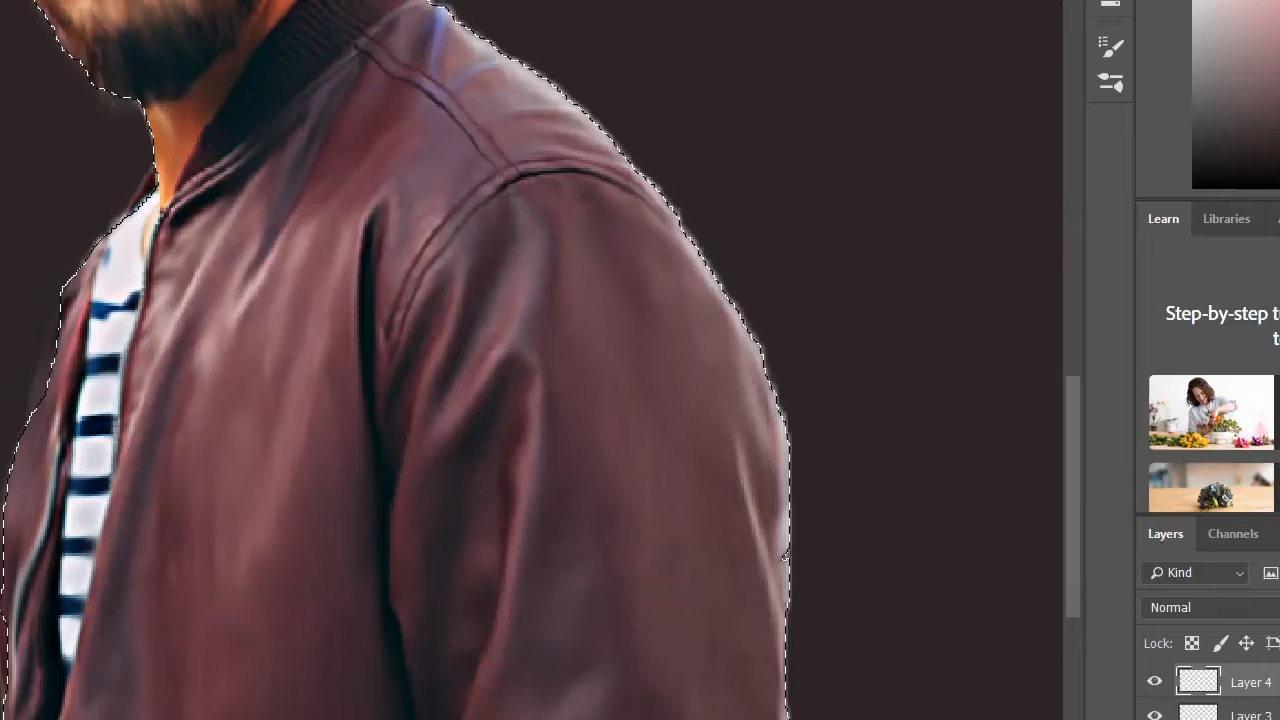 Learn
Libraries
Step-by-step
Layers
Channels
Kind
Normal
Lock:
Layer 4
Layer 3